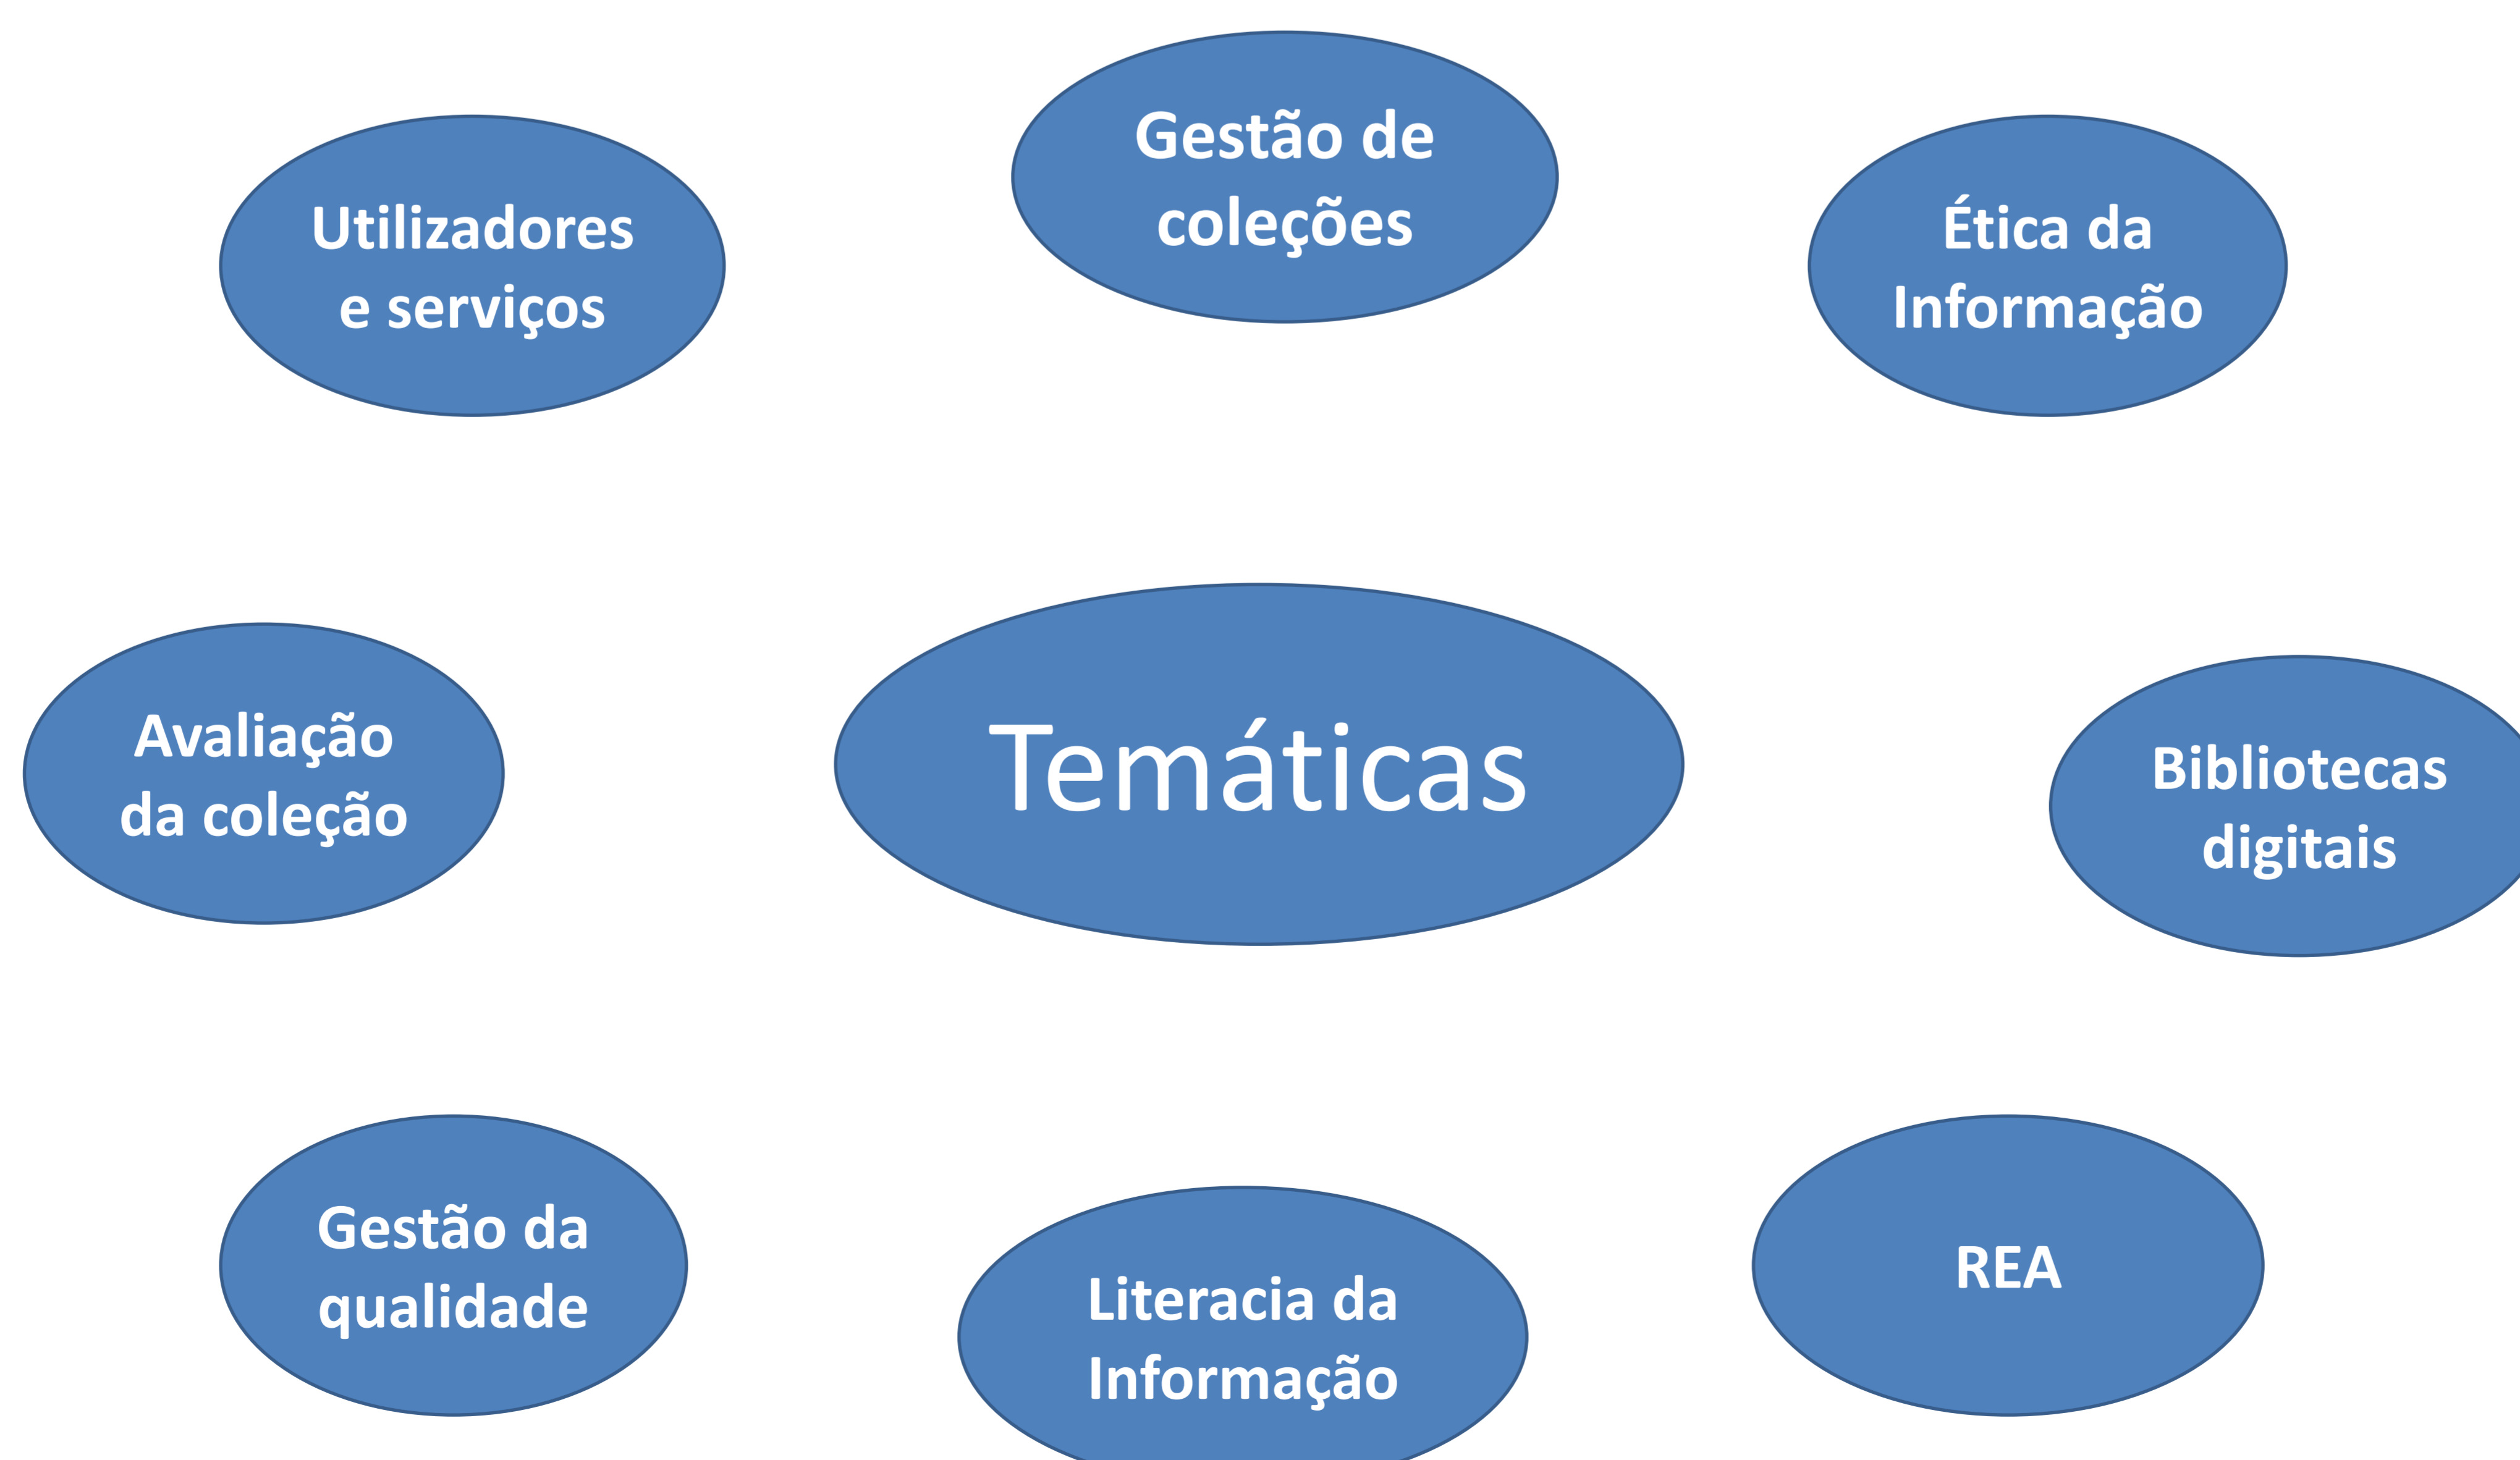 Gestão de
coleções
Utilizadores
e serviços
Ética da
Informação
Avaliação
da coleção
Temáticas
Bibliotecas
digitais
Gestão da
qualidade
Literacia da
Informação
REA